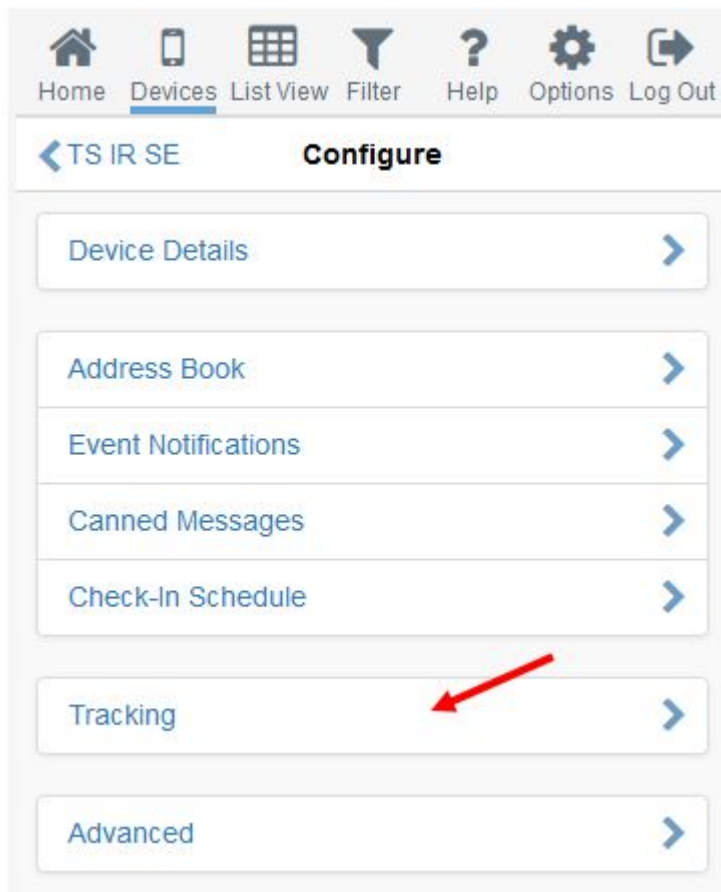 Home Devices List View Filter Help Options Log Out
TS IR SE Configure
Device Details
Address Book
Event Notifications
Canned Messages
Check-In Schedule
Tracking
Advanced